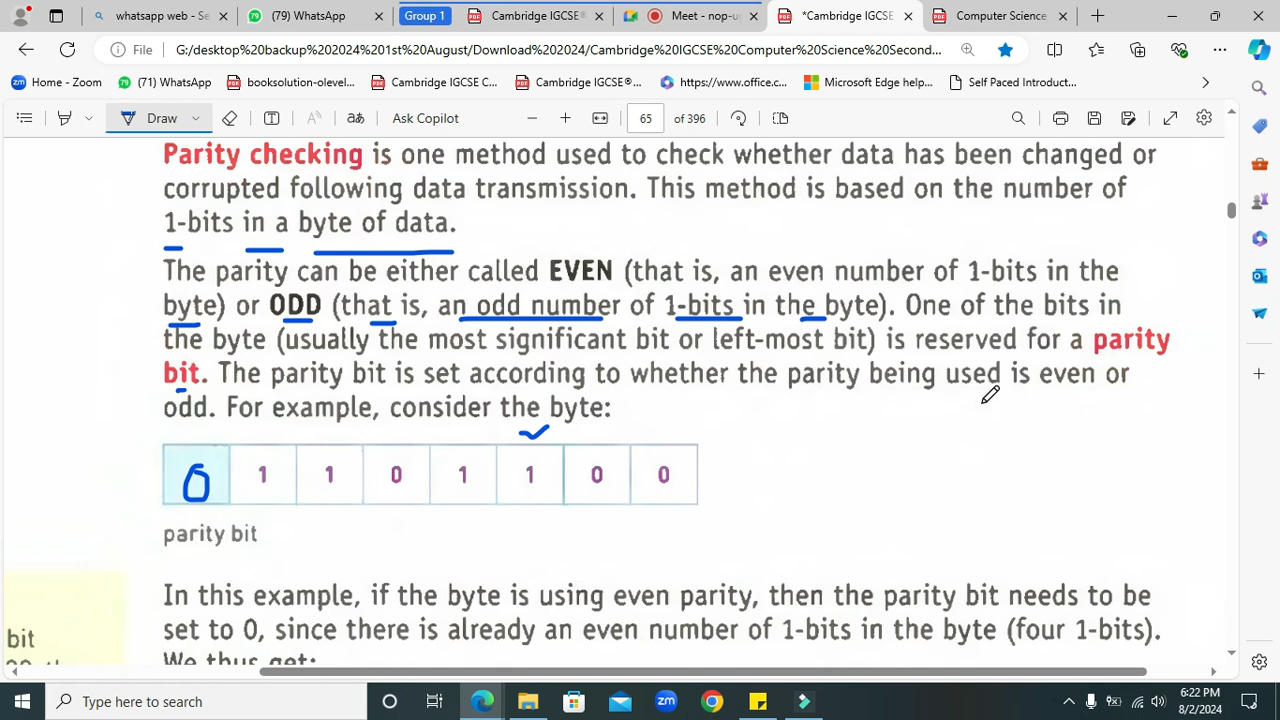 whatsapp wels - Se
(79) WhatsApp
Group 1
Cambridge IGCSE®
Meet - nop-u
*Cambridge IGCSE
Computer Science
File
G:/desktop%20backup%202024%201st%20August/Download%202024/Cambridge%20IGCSE%20Computer%20Science%20Second...
Home - Zoom
(71) WhatsApp
booksolution-olevel...
Cambridge IGCSE C...
Cambridge IGCSE®...
https://www.office.c...
Microsoft Edge help...
Self Paced Introduct...
Draw
Ask Copilot
65 of 396
Parity checking is one method used to check whether data has been changed or
corrupted following data transmission. This method is based on the number of
1-bits in a byte of data.
The parity can be either called EVEN (that is, an even number of 1-bits in the
byte) or ODD (that is, an odd number of 1-bits in the byte). One of the bits in
the byte (usually the most significant bit or left-most bit) is reserved for a parity
bit. The parity bit is set according to whether the parity being used is even or
odd. For example, consider the byte:
0 1 1 0 1 1 0 0
parity bit
In this example, if the byte is using even parity, then the parity bit needs to be
set to 0, since there is already an even number of 1-bits in the byte (four 1-bits).
bit
We thus get:
Type here to search
zm
6:22 PM
8/2/2024